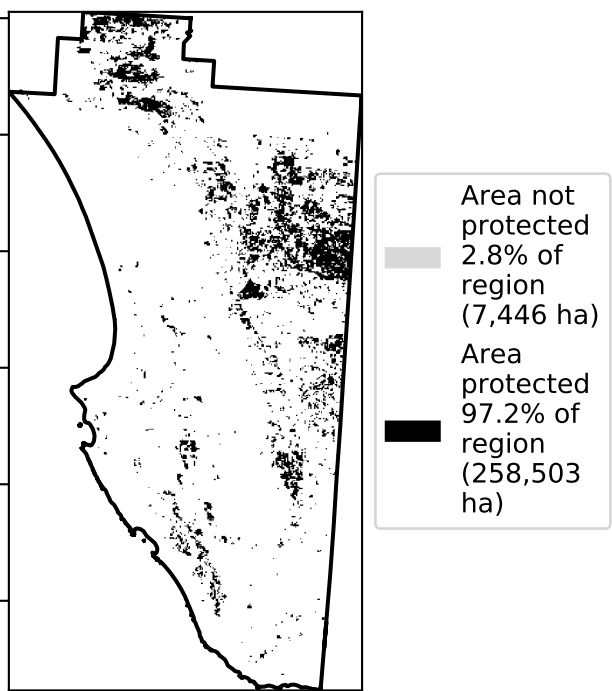 Area not
protected
2.8% of
region
(7,446 ha)
Area
protected
97.2% of
region
(258,503
ha)